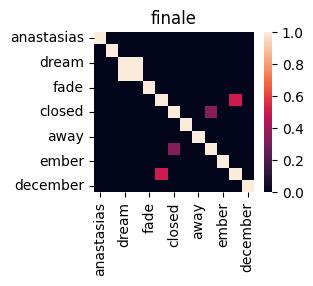 finale
anastasias
dream
fade
closed
away
ember
december
1.0
0.8
0.6
0.4
0.2
0.0
anastasias
dream
fade
closed
away
ember
december